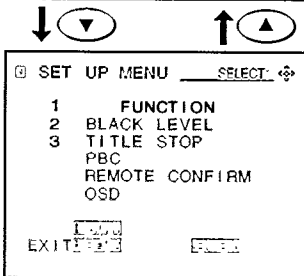 SET UP MENU SELECT:
1 FUNCTION
2 BLACK LEVEL
3 TITLE STOP
PBC
REMOTE CONFIRM
OSD
EXIT: